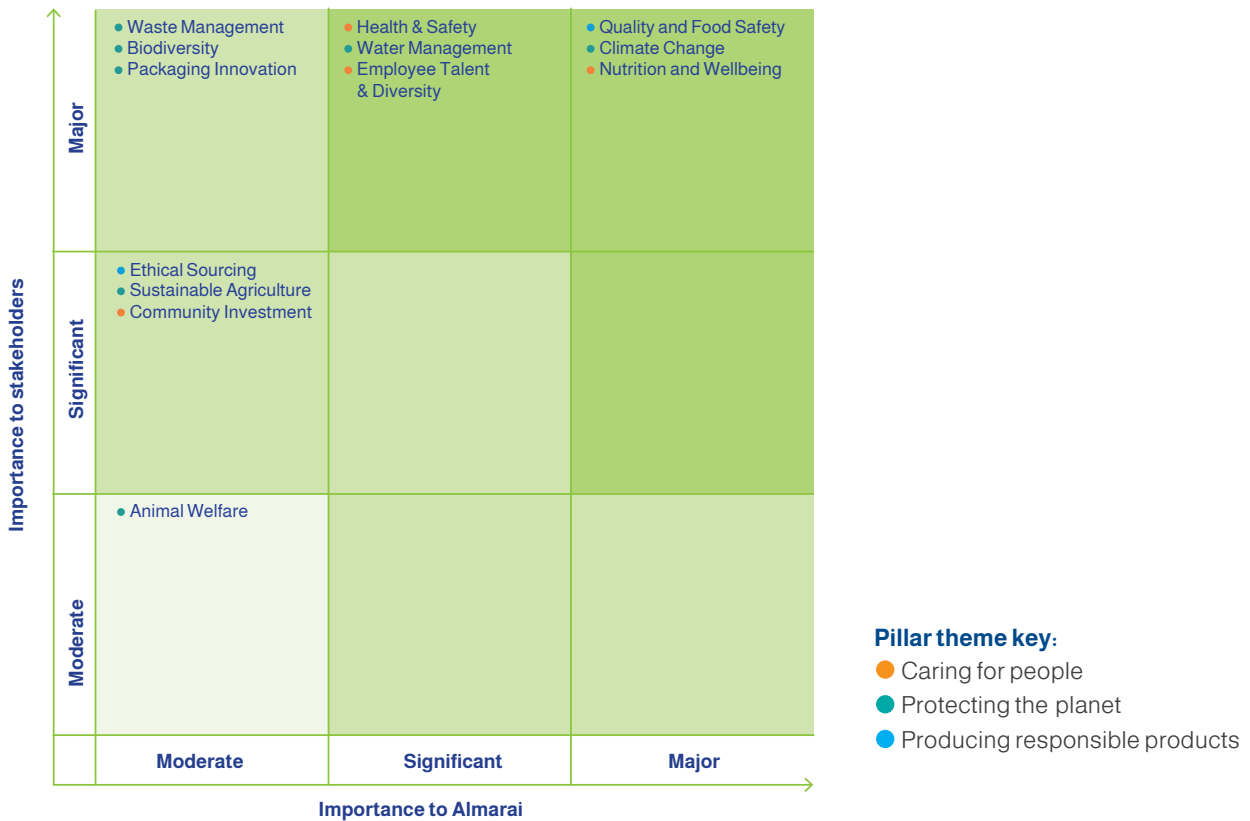 Importance to stakeholders
Major
Waste Management
Biodiversity
Packaging Innovation
Health & Safety
Water Management
Employee Talent
& Diversity
Quality and Food Safety
Climate Change
Nutrition and Wellbeing
Significant
Ethical Sourcing
Sustainable Agriculture
Community Investment
Moderate
Animal Welfare
Moderate
Significant
Major
Importance to Almarai
Pillar theme key:
Caring for people
Protecting the planet
Producing responsible products